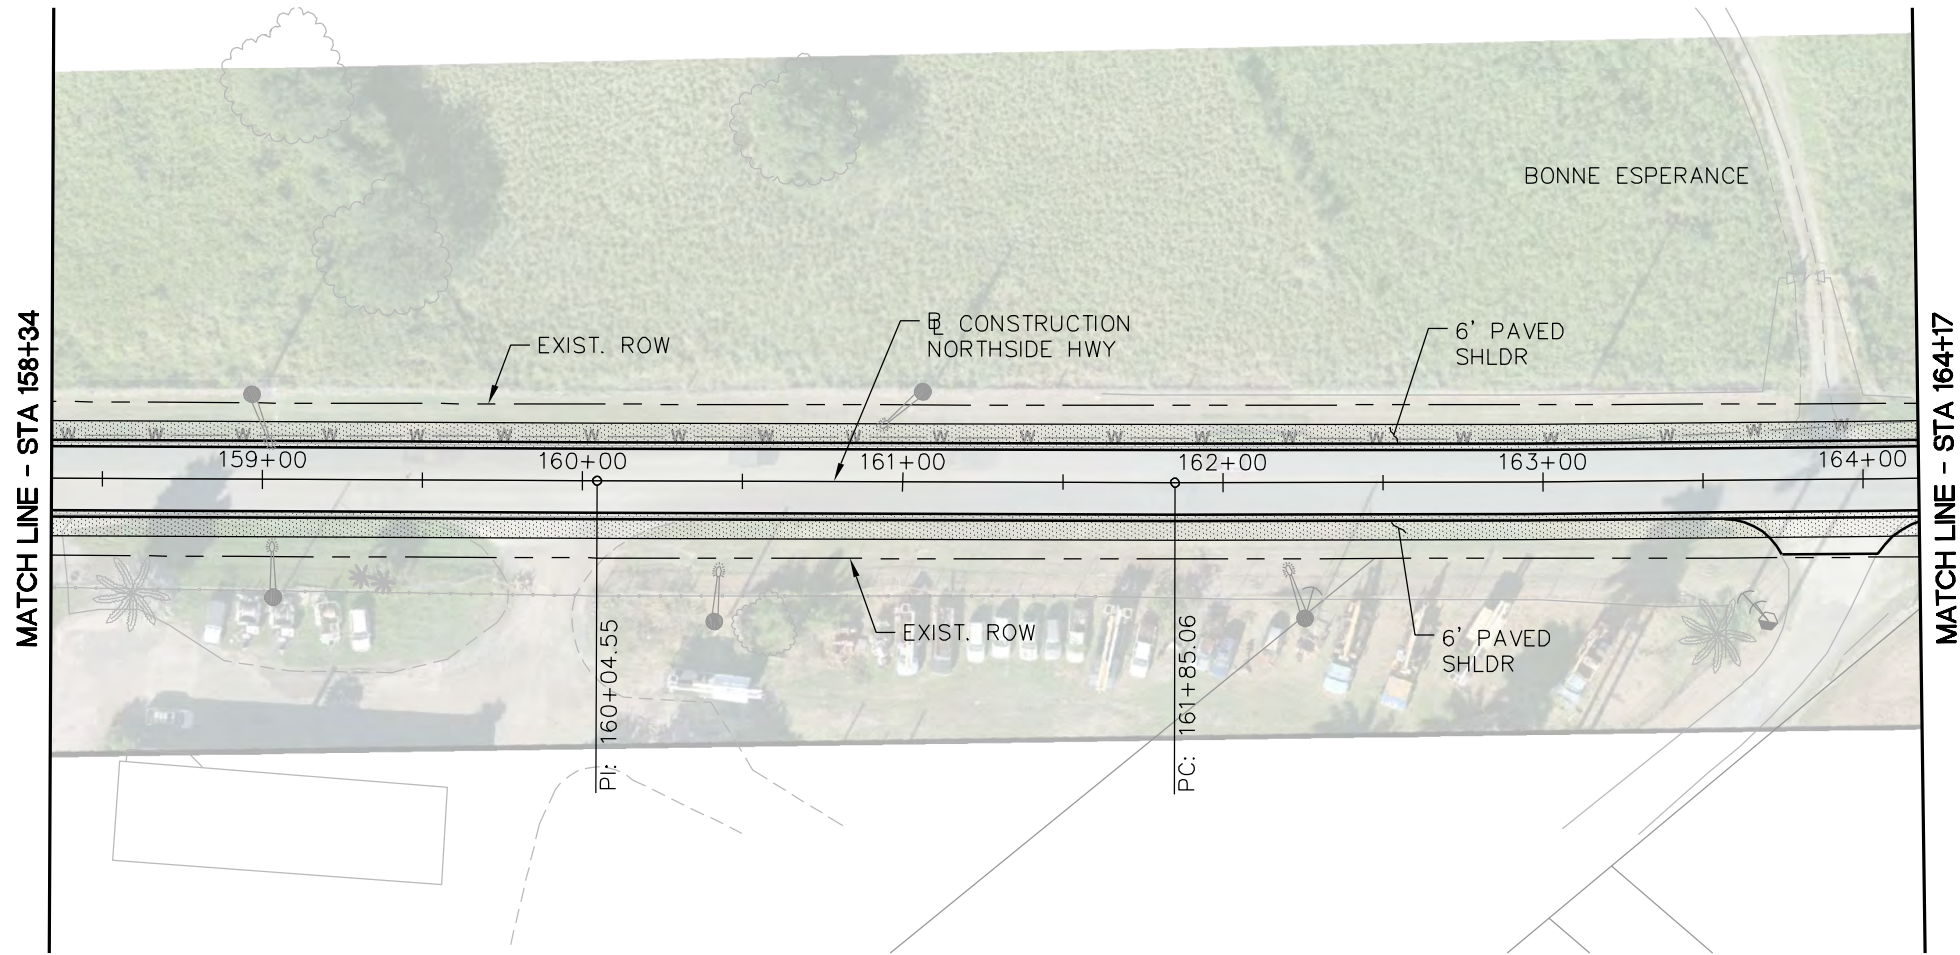 BONNE ESPERANCE
MATCH LINE - STA 158+34
MATCH LINE - STA 164+17
EXIST. ROW
BL CONSTRUCTION
NORTHSIDE HWY
6' PAVED
SHLDR
W W W W W W W W W W W W W W W W W W W W W
159+00 160+00 161+00 162+00 163+00 164+00
EXIST. ROW
6' PAVED
SHLDR
PI: 160+04.55
PC: 161+85.06